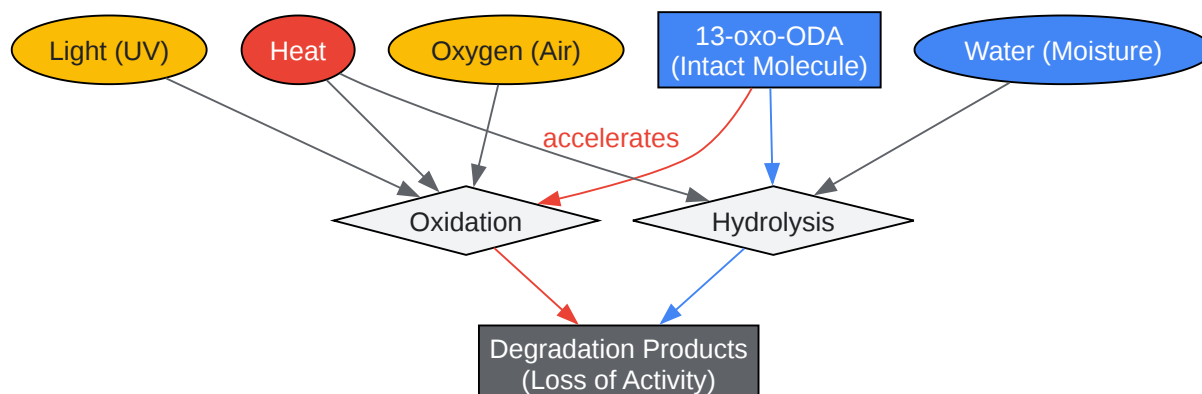 Light (UV)
Heat
Oxygen (Air)
13-oxo-ODA
(Intact Molecule)
Water (Moisture)
accelerates
Oxidation
Hydrolysis
Degradation Products
(Loss of Activity)